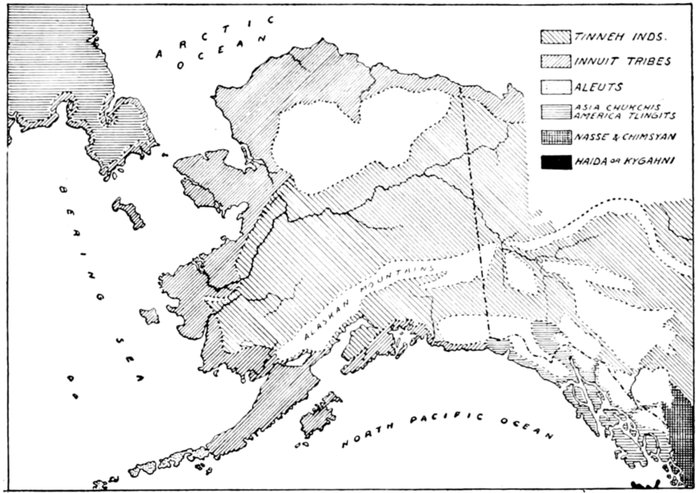 ARCTIC
OCEAN
TINNEH INDS.
INNUIT TRIBES
ALEUTS
ASIA CHUKCHIS
AMERICA TLINGITS
NASSE & CHIMSYAN
HAIDA OR KYGAHNI
BERING SEA
ALASKAN MOUNTAINS
NORTH PACIFIC OCEAN